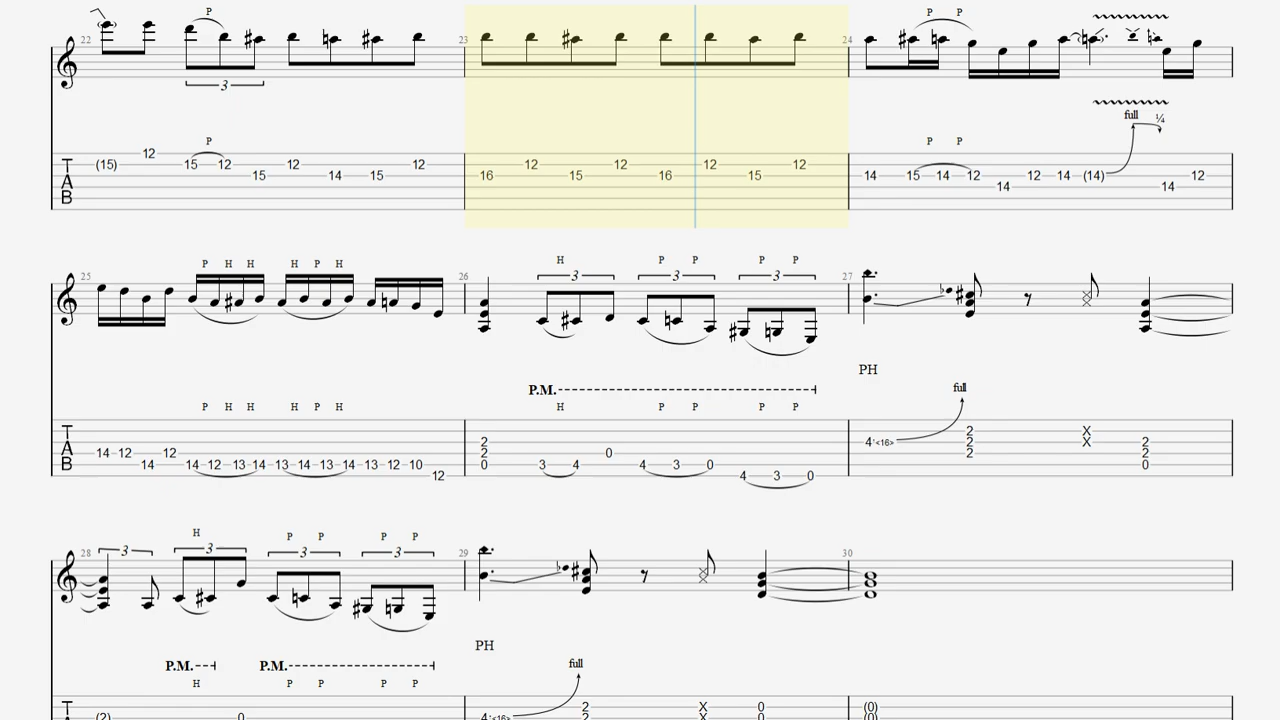 P P P
22 23 24
3
full ¼
P P P
12
(15) 15 12 12 12 12 12 12 12
15 14 15 16 15 16 15 14 15 14 12 14 (14) 12
14 14
T
A
B
P H H H P H H P P P P
25 26 27
3 3 3
PH
P.M. full
P H H H P H H P P P P
2 X
2 4 <16> 2 X 2
14 12 12 2 0 2 2
14 14 12 13 14 13 14 13 14 13 12 10 0 3 4 4 3 0 0
12 4 3 0
T
A
B
H P P P P
28 29 30
3 3 3 3
PH
P.M. P.M. full
H P P P P
2 X 0 (0)
(2) 0 4 <16> 2 X 0 (0)